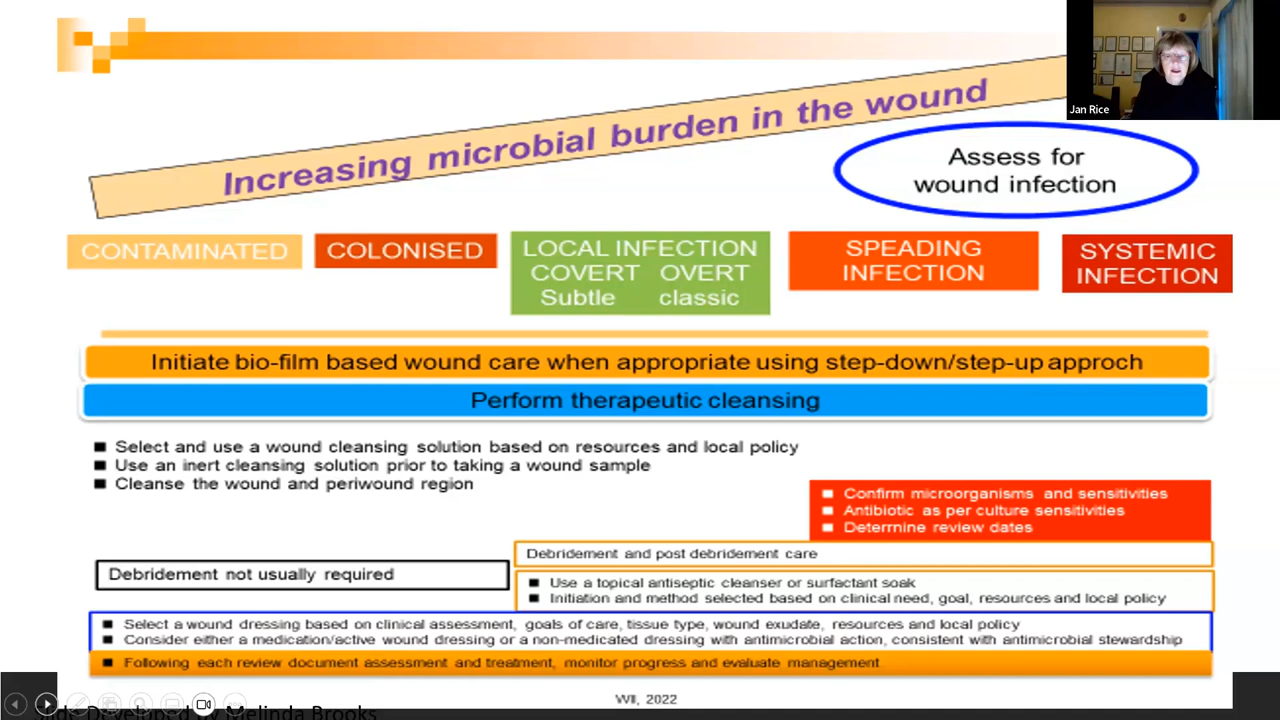 Jan Rice
Increasing microbial burden in the wound
Assess for
wound infection
CONTAMINATED
COLONISED
LOCAL INFECTION
COVERT OVERT
Subtle classic
SPEADING
INFECTION
SYSTEMIC
INFECTION
Initiate bio-film based wound care when appropriate using step-down/step-up approch
Perform therapeutic cleansing
■ Select and use a wound cleansing solution based on resources and local policy
■ Use an inert cleansing solution prior to taking a wound sample
■ Cleanse the wound and periwound region
■ Confirm microorganisms and sensitivities
■ Antibiotic as per culture sensitivities
■ Determine review dates
Debridement and post debridement care
Debridement not usually required
■ Use a topical antiseptic cleanser or surfactant soak
■ Initiation and method selected based on clinical need, goal, resources and local policy
■ Select a wound dressing based on clinical assessment, goals of care, tissue type, wound exudate, resources and local policy
■ Consider either a medication/active wound dressing or a non-medicated dressing with antimicrobial action, consistent with antimicrobial stewardship
■ Following each review document assessment and treatment, monitor progress and evaluate management
WII, 2022
Slide Developed by Melinda Brooks